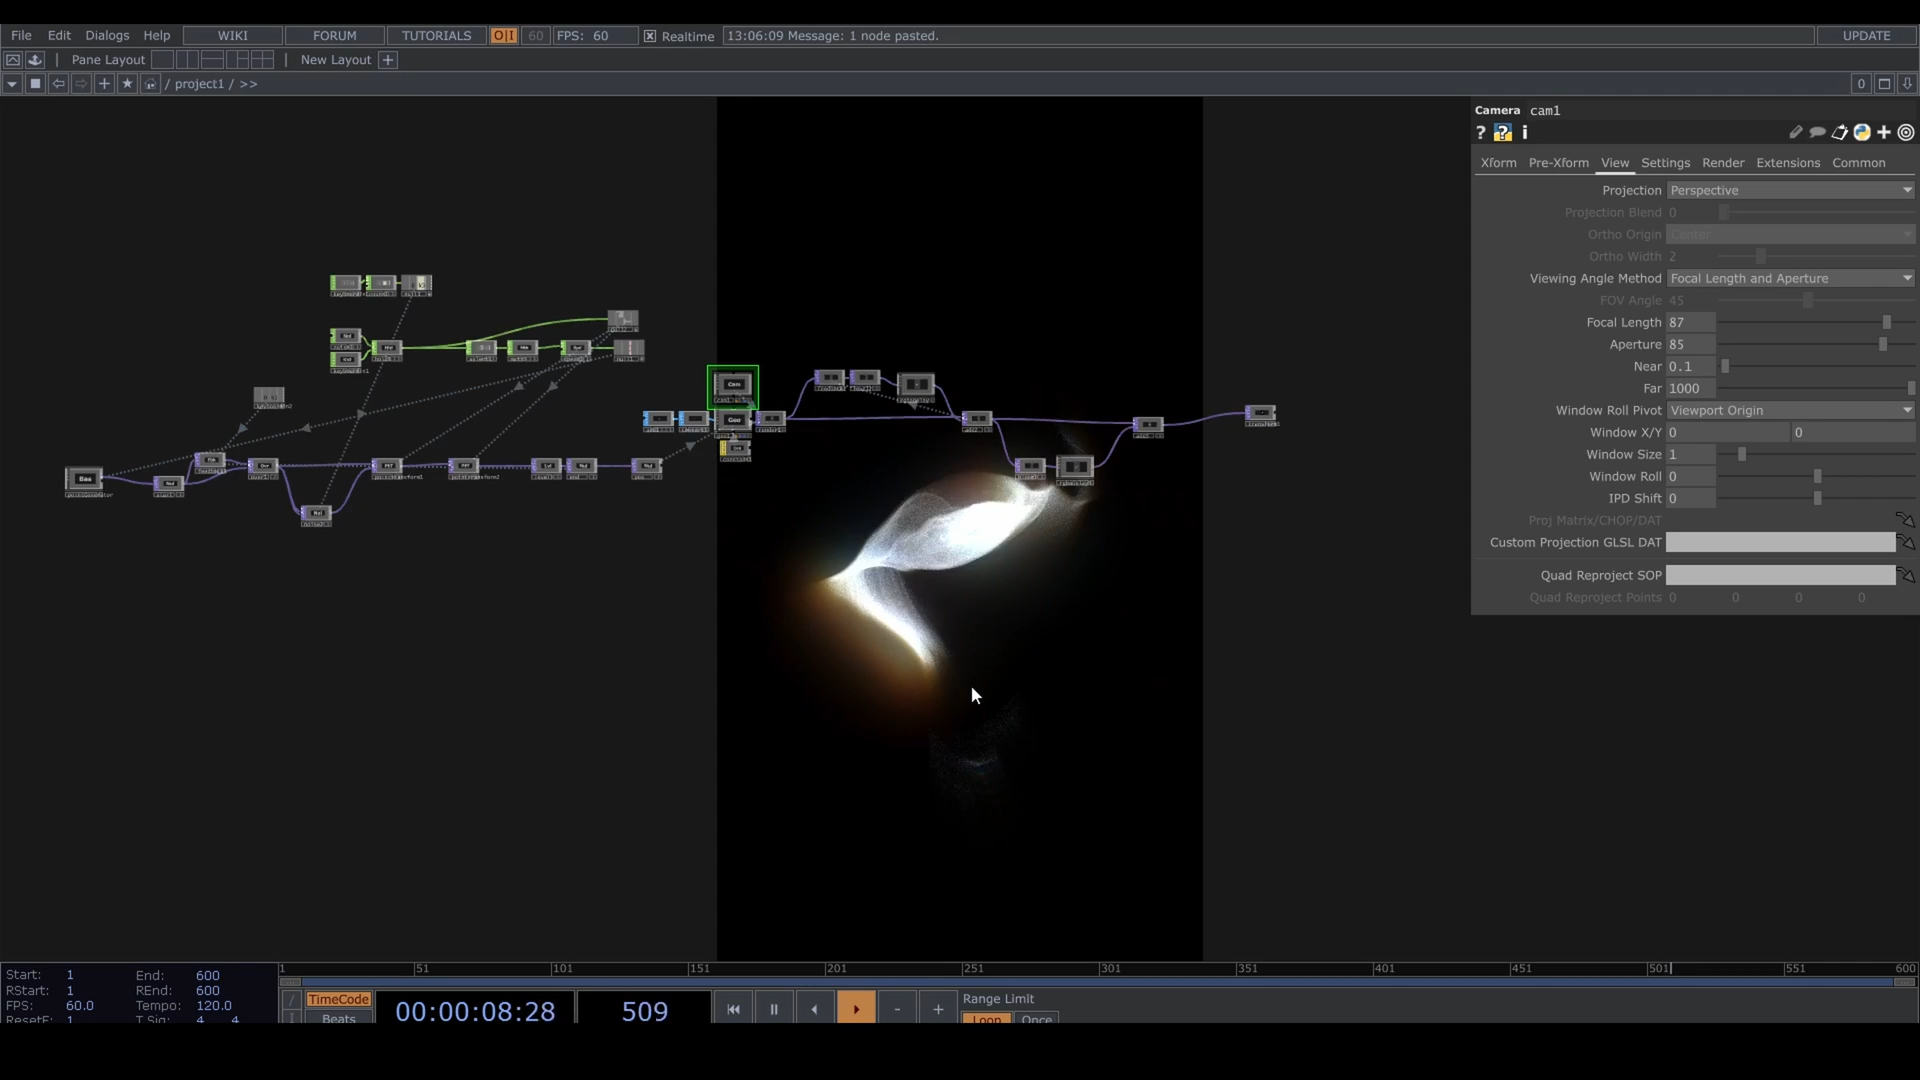 File Edit Dialogs Help WIKI FORUM TUTORIALS O|I 60 FPS: 60 Realtime 13:06:09 Message: 1 node pasted. UPDATE
Pane Layout New Layout +
/ project1 / >> 0
Camera cam1
? ? i
Xform Pre-Xform View Settings Render Extensions Common
Projection Perspective
Projection Blend 0
Ortho Origin Center
Ortho Width 2
Viewing Angle Method Focal Length and Aperture
FOV Angle 45
Focal Length 87
Aperture 85
Near 0.1
Far 1000
Window Roll Pivot Viewport Origin
Window X/Y 0 0
Window Size 1
Window Roll 0
IPD Shift 0
Proj Matrix/CHOP/DAT
Custom Projection GLSL DAT
Quad Reproject SOP
Quad Reproject Points 0 0 0 0
Cam
Geo
1 51 101 151 201 251 301 351 401 451 501 551 600
Start: 1 End: 600
RStart: 1 REnd: 600
FPS: 60.0 Tempo: 120.0
ResetF: 1 T Sig: 4 4
TimeCode
Beats
00:00:08:28 509
- +
Range Limit
Loop Once